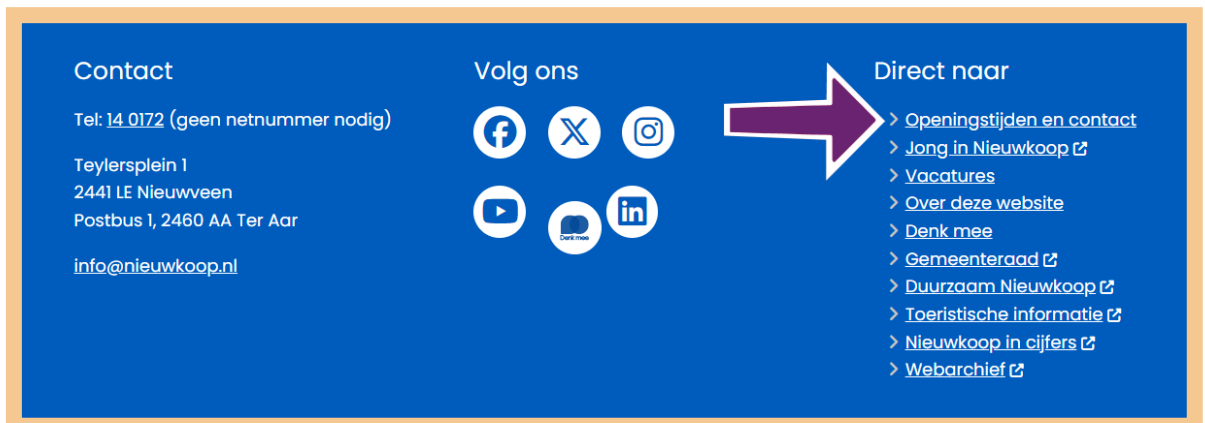 Contact
Tel: 14 0172 (geen netnummer nodig)
Teylersplein 1
2441 LE Nieuwveen
Postbus 1, 2460 AA Ter Aar
info@nieuwkoop.nl
Volg ons
Denk mee
Direct naar
Openingstijden en contact
Jong in Nieuwkoop
Vacatures
Over deze website
Denk mee
Gemeenteraad
Duurzaam Nieuwkoop
Toeristische informatie
Nieuwkoop in cijfers
Webarchief